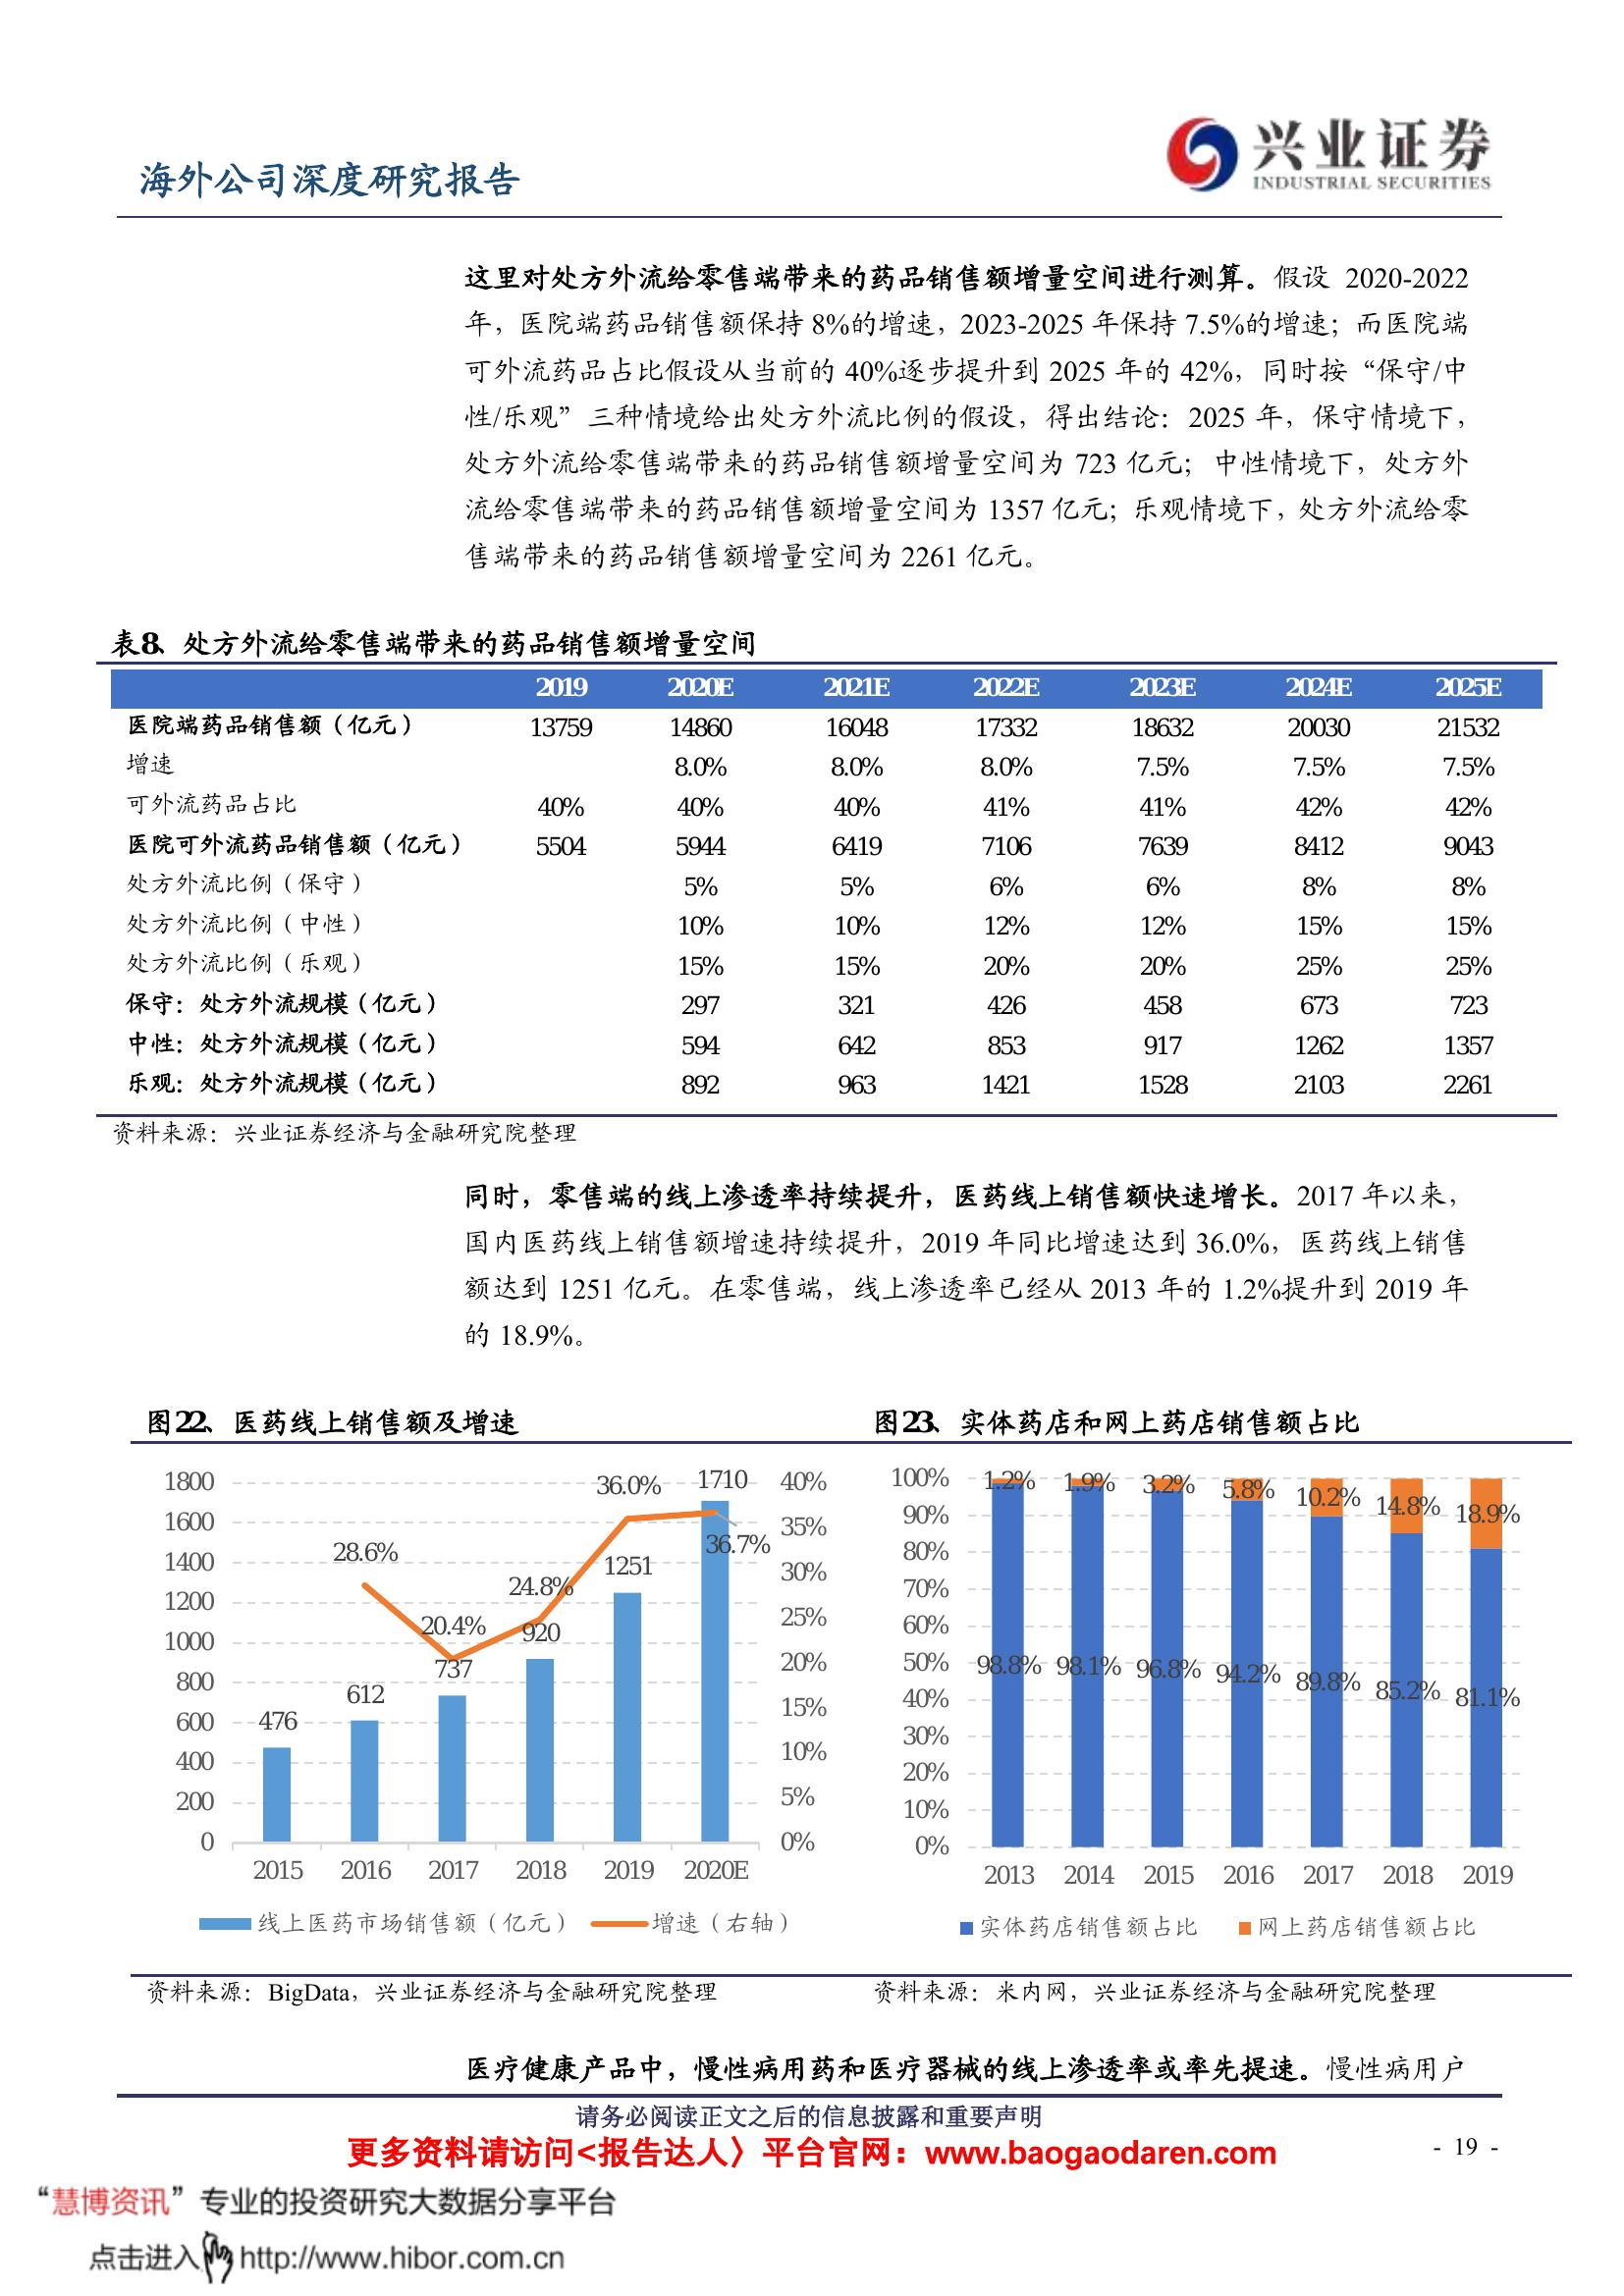 海外公司深度研究报告
兴业证券
INDUSTRIAL SECURITIES
这里对处方外流给零售端带来的药品销售额增量空间进行测算。假设 2020-2022
年，医院端药品销售额保持 8%的增速，2023-2025 年保持 7.5%的增速；而医院端
可外流药品占比假设从当前的 40%逐步提升到 2025 年的 42%，同时按“保守/中
性/乐观”三种情境给出处方外流比例的假设，得出结论：2025 年，保守情境下，
处方外流给零售端带来的药品销售额增量空间为 723 亿元；中性情境下，处方外
流给零售端带来的药品销售额增量空间为 1357 亿元；乐观情境下，处方外流给零
售端带来的药品销售额增量空间为 2261 亿元。
表8、处方外流给零售端带来的药品销售额增量空间
2019 2020E 2021E 2022E 2023E 2024E 2025E
医院端药品销售额（亿元） 13759 14860 16048 17332 18632 20030 21532
增速 8.0% 8.0% 8.0% 7.5% 7.5% 7.5%
可外流药品占比 40% 40% 40% 41% 41% 42% 42%
医院可外流药品销售额（亿元） 5504 5944 6419 7106 7639 8412 9043
处方外流比例（保守） 5% 5% 6% 6% 8% 8%
处方外流比例（中性） 10% 10% 12% 12% 15% 15%
处方外流比例（乐观） 15% 15% 20% 20% 25% 25%
保守：处方外流规模（亿元） 297 321 426 458 673 723
中性：处方外流规模（亿元） 594 642 853 917 1262 1357
乐观：处方外流规模（亿元） 892 963 1421 1528 2103 2261
资料来源：兴业证券经济与金融研究院整理
同时，零售端的线上渗透率持续提升，医药线上销售额快速增长。2017 年以来，
国内医药线上销售额增速持续提升，2019 年同比增速达到 36.0%，医药线上销售
额达到 1251 亿元。在零售端，线上渗透率已经从 2013 年的 1.2%提升到 2019 年
的 18.9%。
图22、医药线上销售额及增速
1800
1600
1400
1200
1000
800
600
400
200
0
40%
35%
30%
25%
20%
15%
10%
5%
0%
28.6% 20.4% 24.8% 36.0% 36.7%
476 612 737 920 1251 1710
2015 2016 2017 2018 2019 2020E
线上医药市场销售额（亿元） 增速（右轴）
资料来源：BigData，兴业证券经济与金融研究院整理
图23、实体药店和网上药店销售额占比
100%
90%
80%
70%
60%
50%
40%
30%
20%
10%
0%
1.2% 1.9% 3.2% 5.8% 10.2% 14.8% 18.9%
98.8% 98.1% 96.8% 94.2% 89.8% 85.2% 81.1%
2013 2014 2015 2016 2017 2018 2019
实体药店销售额占比 网上药店销售额占比
资料来源：米内网，兴业证券经济与金融研究院整理
医疗健康产品中，慢性病用药和医疗器械的线上渗透率或率先提速。慢性病用户
请务必阅读正文之后的信息披露和重要声明
更多资料请访问<报告达人〉平台官网：www.baogaodaren.com
- 19 -
“慧博资讯”专业的投资研究大数据分享平台
点击进入 http://www.hibor.com.cn